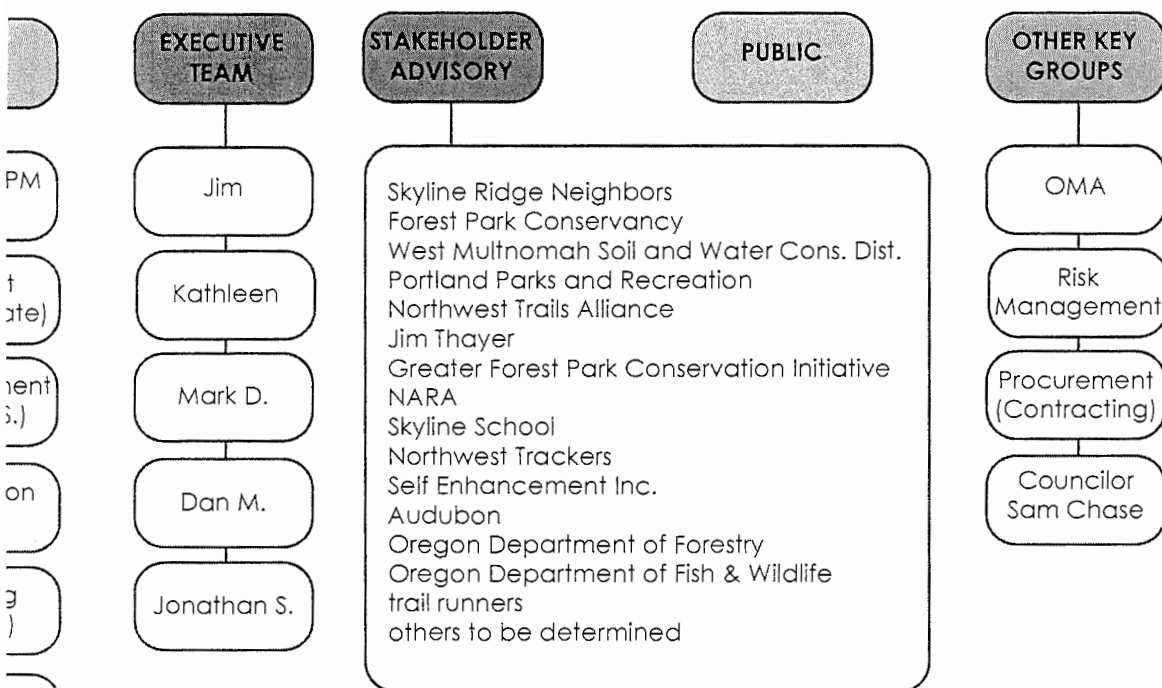 PM
t
ate)
nent
S.)
on
g
)
EXECUTIVE
TEAM
Jim
Kathleen
Mark D.
Dan M.
Jonathan S.
STAKEHOLDER
ADVISORY
Skyline Ridge Neighbors
Forest Park Conservancy
West Multnomah Soil and Water Cons. Dist.
Portland Parks and Recreation
Northwest Trails Alliance
Jim Thayer
Greater Forest Park Conservation Initiative
NARA
Skyline School
Northwest Trackers
Self Enhancement Inc.
Audubon
Oregon Department of Forestry
Oregon Department of Fish & Wildlife
trail runners
others to be determined
PUBLIC
OTHER KEY
GROUPS
OMA
Risk
Management
Procurement
(Contracting)
Councilor
Sam Chase